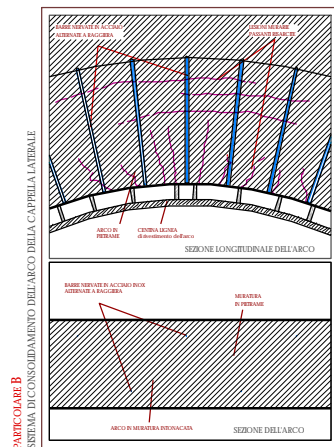 BARRE NERVATE IN ACCIAIO
ALTERNATE A RAGGIERA
LESIONI MURARIE
PASSANTI RISARCITE
ARCO IN
PIETRAME
CENTINA LIGNEA
di rivestimento dell'arco
SEZIONE LONGITUDINALE DELL'ARCO
BARRE NERVATE IN ACCIAIO INOX
ALTERNATE A RAGGIERA
MURATURA
IN PIETRAME
ARCO IN MURATURA INTONACATA
SEZIONE DELL'ARCO
PARTICOLARE B
SISTEMA DI CONSOLIDAMENTO DELL'ARCO DELLA CAPPELLA LATERALE